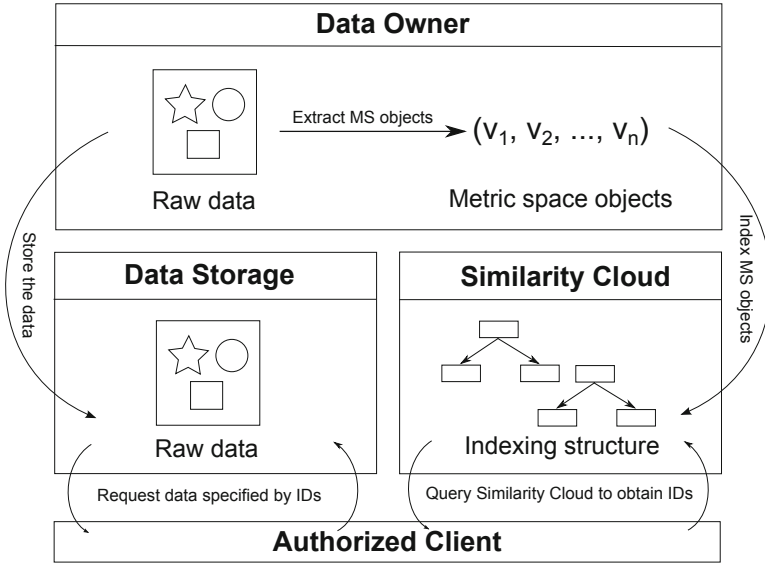 Data Owner
Extract MS objects
(v1, v2, ..., vn)
Raw data
Metric space objects
Store the data
Index MS objects
Data Storage
Similarity Cloud
Raw data
Indexing structure
Request data specified by IDs
Query Similarity Cloud to obtain IDs
Authorized Client